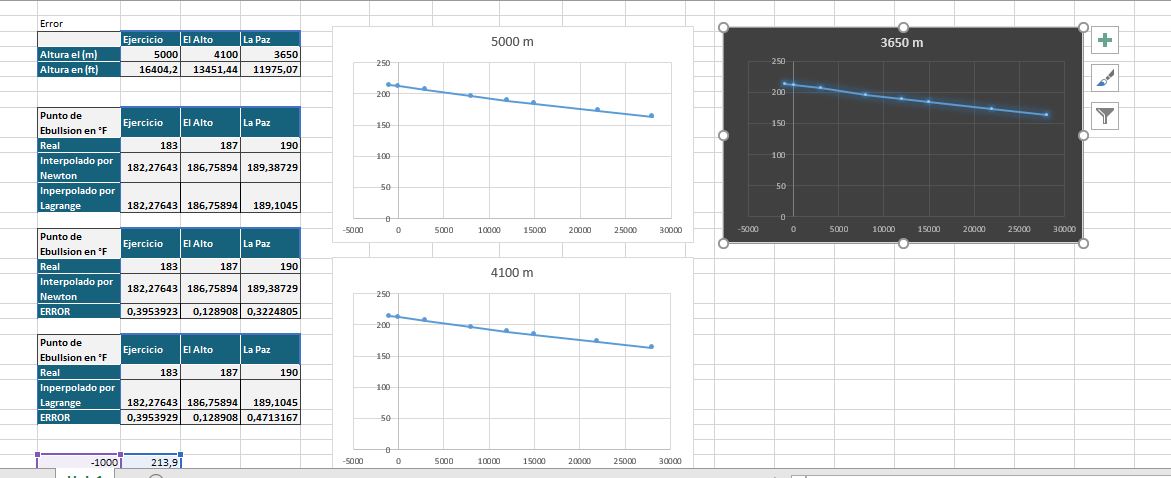 Error
Ejercicio El Alto La Paz
Altura el (m) 5000 4100 3650
Altura en (ft) 16404,2 13451,44 11975,07
Punto de
Ebullsion en °F Ejercicio El Alto La Paz
Real 183 187 190
Interpolado por
Newton 182,27643 186,75894 189,38729
Inperpolado por
Lagrange 182,27643 186,75894 189,1045
Punto de
Ebullsion en °F Ejercicio El Alto La Paz
Real 183 187 190
Interpolado por
Newton 182,27643 186,75894 189,38729
ERROR 0,3953923 0,128908 0,3224805
Punto de
Ebullsion en °F Ejercicio El Alto La Paz
Real 183 187 190
Inperpolado por
Lagrange 182,27643 186,75894 189,1045
ERROR 0,3953929 0,128908 0,4713167
-1000 213,9
5000 m
250
200
150
100
50
0
-5000 0 5000 10000 15000 20000 25000 30000
4100 m
250
200
150
100
50
0
-5000 0 5000 10000 15000 20000 25000 30000
3650 m
250
200
150
100
50
0
-5000 0 5000 10000 15000 20000 25000 30000